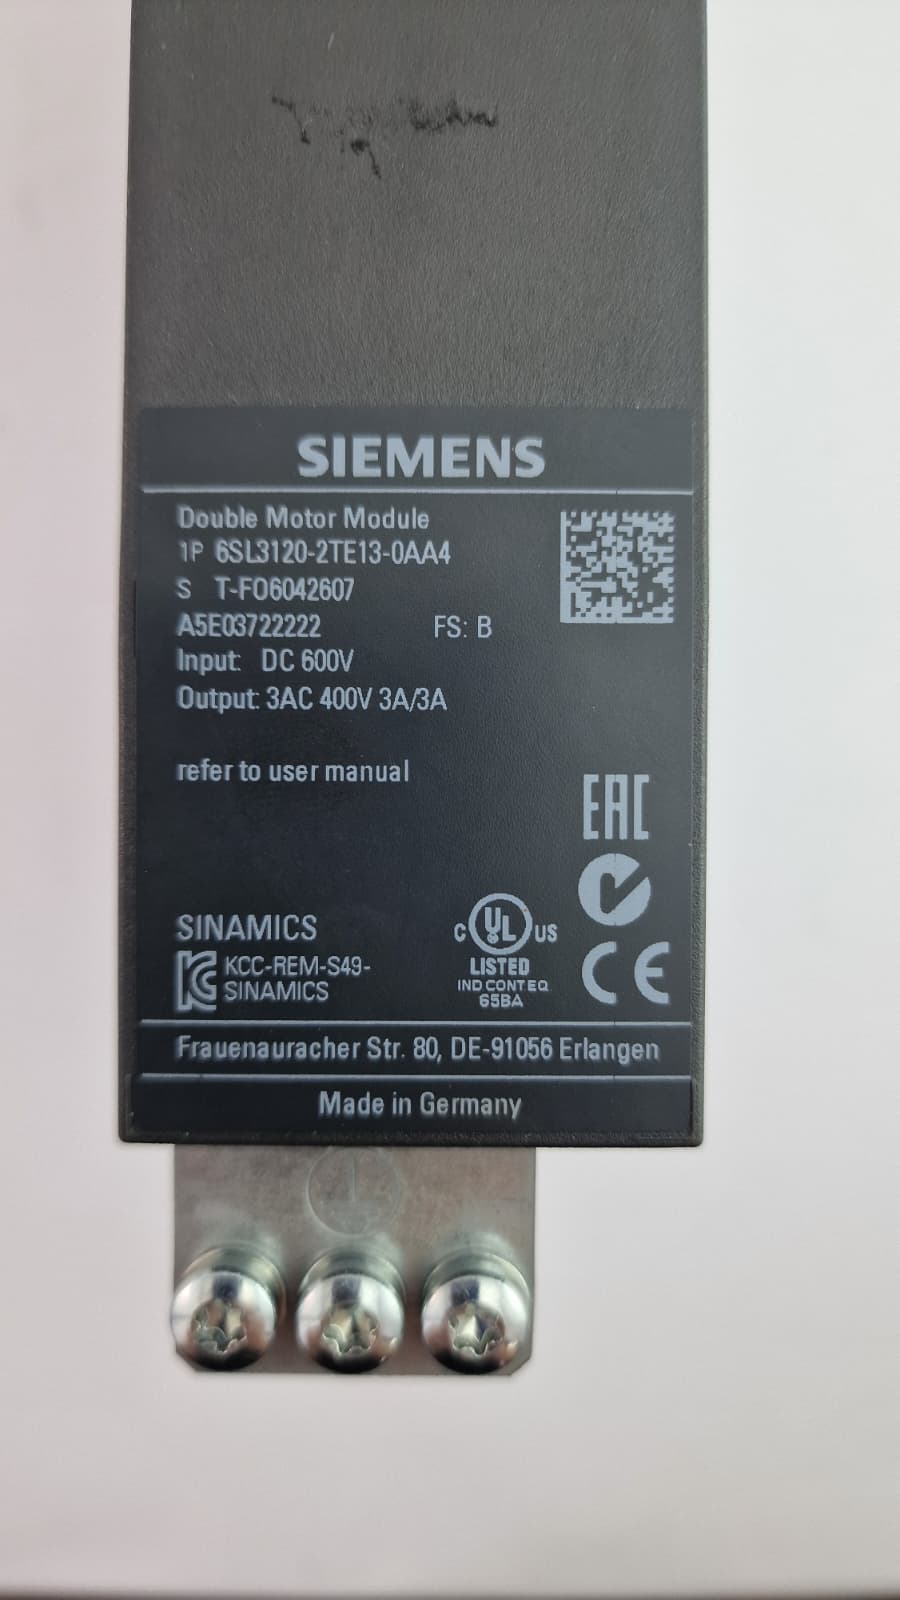 SIEMENS
Double Motor Module
1P 6SL3120-2TE13-0AA4
S T-FO6042607
A5E03722222 FS: B
Input: DC 600V
Output: 3AC 400V 3A/3A
refer to user manual
EAC
SINAMICS
KCC-REM-S49-
SINAMICS
C UL US
LISTED
IND CONT EQ
65BA
CE
Frauenauracher Str. 80, DE-91056 Erlangen
Made in Germany